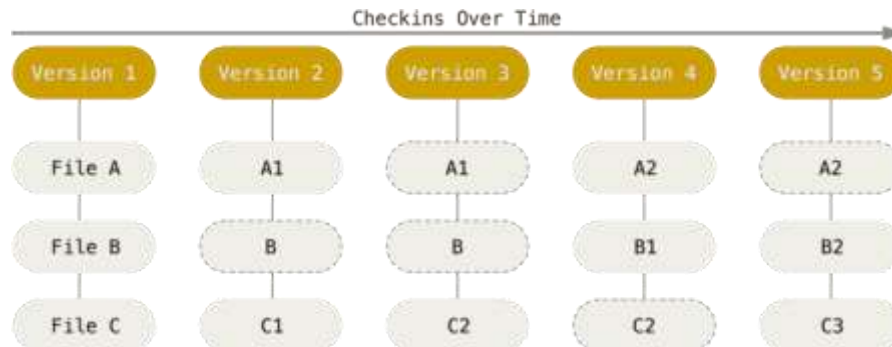 Checkins Over Time
Version 1 Version 2 Version 3 Version 4 Version 5
File A A1 A1 A2 A2
File B B B B1 B2
File C C1 C2 C2 C3